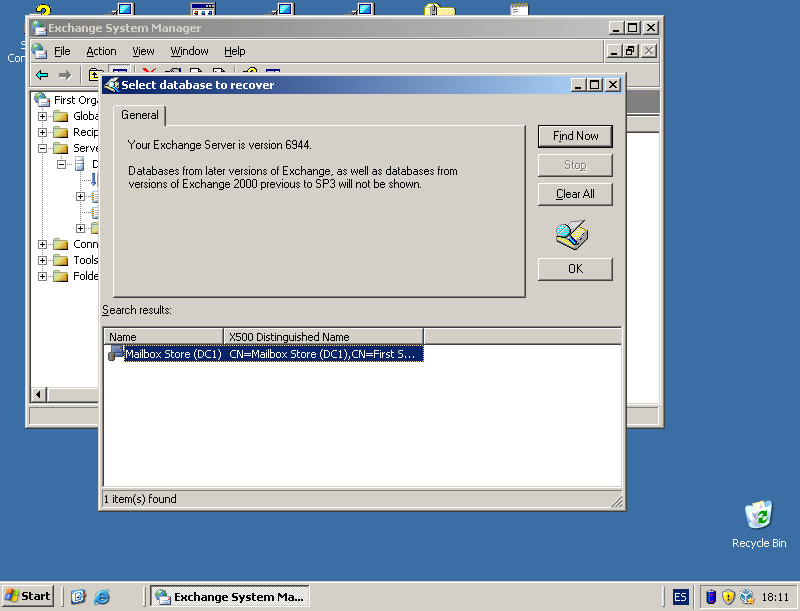 Exchange System Manager
File Action View Window Help
First Orga
Globa
Recip
Serve
D
Conn
Tools
Folde
Select database to recover
General
Your Exchange Server is version 6944.
Databases from later versions of Exchange, as well as databases from
versions of Exchange 2000 previous to SP3 will not be shown.
Find Now
Stop
Clear All
OK
Search results:
Name X500 Distinguished Name
Mailbox Store (DC1) CN=Mailbox Store (DC1),CN=First S...
1 item(s) found
Recycle Bin
Start Exchange System Ma... ES 18:11